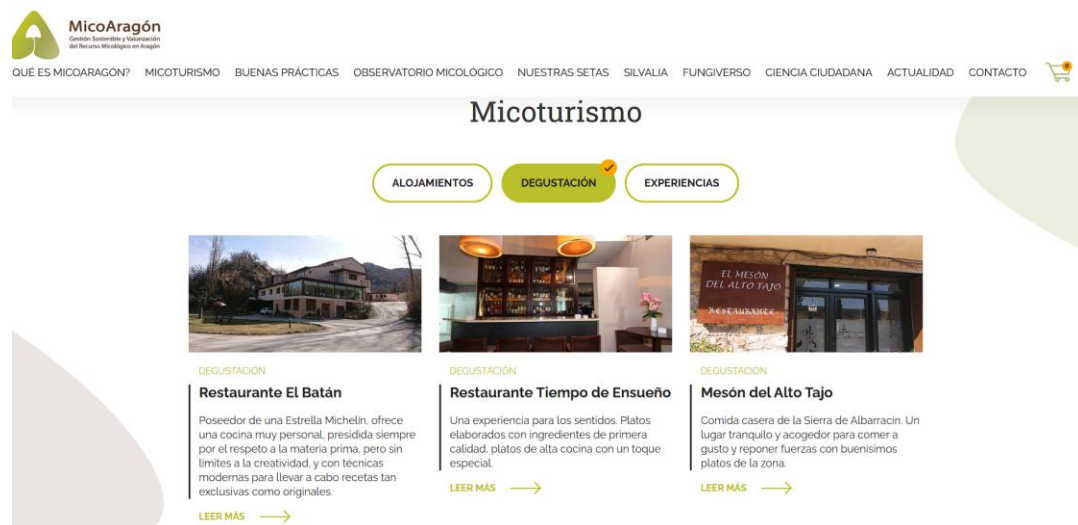 MicoAragón
Gestión Sostenible y Valorización
del Recurso Micológico en Aragón
QUÉ ES MICOARAGÓN? MICOTURISMO BUENAS PRÁCTICAS OBSERVATORIO MICOLÓGICO NUESTRAS SETAS SILVALIA FUNGIVERSO CIENCIA CIUDADANA ACTUALIDAD CONTACTO 0
Micoturismo
ALOJAMIENTOS DEGUSTACIÓN EXPERIENCIAS
EL MESÓN
DEL ALTO TAJO
RESTAURANTE
DEGUSTACIÓN
Restaurante El Batán
Poseedor de una Estrella Michelin, ofrece
una cocina muy personal, presidida siempre
por el respeto a la materia prima, pero sin
límites a la creatividad, y con técnicas
modernas para llevar a cabo recetas tan
exclusivas como originales.
LEER MÁS
DEGUSTACIÓN
Restaurante Tiempo de Ensueño
Una experiencia para los sentidos. Platos
elaborados con ingredientes de primera
calidad, platos de alta cocina con un toque
especial.
LEER MÁS
DEGUSTACIÓN
Mesón del Alto Tajo
Comida casera de la Sierra de Albarracín. Un
lugar tranquilo y acogedor para comer a
gusto y reponer fuerzas con buenísimos
platos de la zona.
LEER MÁS